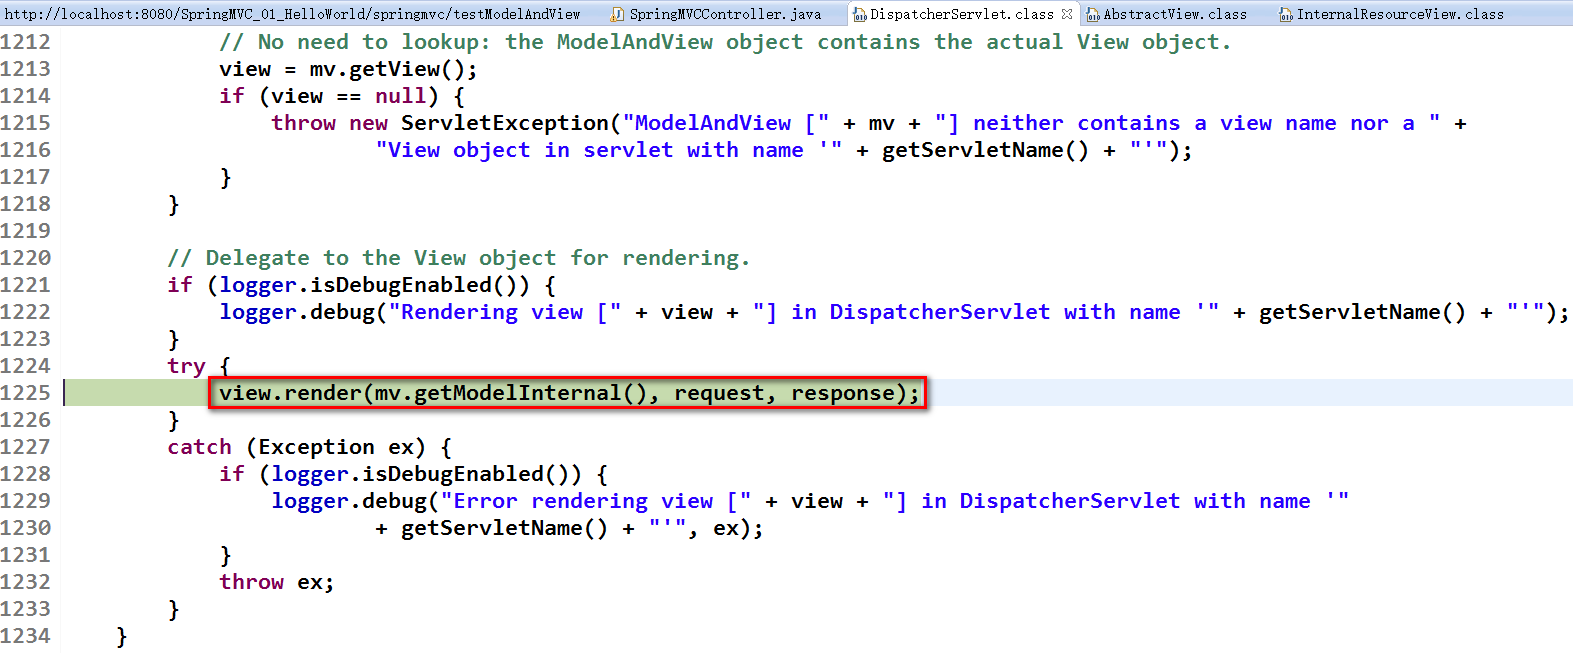 http://localhost:8080/SpringMVC_01_HelloWorld/springmvc/testModelAndView SpringMVCController.java DispatcherServlet.class AbstractView.class InternalResourceView.class
1212 // No need to lookup: the ModelAndView object contains the actual View object.
1213 view = mv.getView();
1214 if (view == null) {
1215 throw new ServletException("ModelAndView [" + mv + "] neither contains a view name nor a " +
1216 "View object in servlet with name '" + getServletName() + "'");
1217 }
1218 }
1219
1220 // Delegate to the View object for rendering.
1221 if (logger.isDebugEnabled()) {
1222 logger.debug("Rendering view [" + view + "] in DispatcherServlet with name '" + getServletName() + "'");
1223 }
1224 try {
1225 view.render(mv.getModelInternal(), request, response);
1226 }
1227 catch (Exception ex) {
1228 if (logger.isDebugEnabled()) {
1229 logger.debug("Error rendering view [" + view + "] in DispatcherServlet with name '"
1230 + getServletName() + "'", ex);
1231 }
1232 throw ex;
1233 }
1234 }